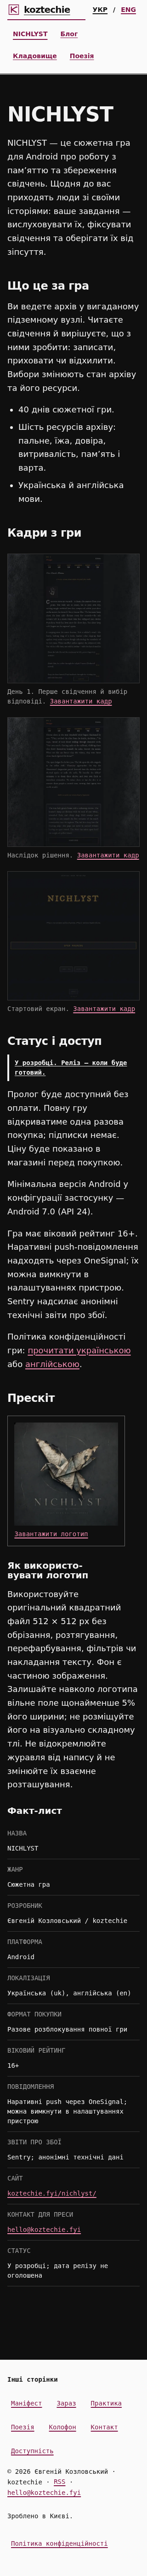 koztechie
УКР / ENG
NICHLYST Блог
Кладовище Поезія
NICHLYST
NICHLYST — це сюжетна гра
для Android про роботу з
пам’яттю та збереження
свідчень. Щодня до вас
приходять люди зі своїми
історіями: ваше завдання —
вислуховувати їх, фіксувати
свідчення та оберігати їх від
зіпсуття.
Що це за гра
Ви ведете архів у вигаданому
підземному вузлі. Читаєте
свідчення й вирішуєте, що з
ними зробити: записати,
приховати чи відхилити.
Вибори змінюють стан архіву
та його ресурси.
• 40 днів сюжетної гри.
• Шість ресурсів архіву:
пальне, їжа, довіра,
витривалість, пам’ять і
варта.
• Українська й англійська
мови.
Кадри з гри
День 1. Перше свідчення й вибір
відповіді. Завантажити кадр
Наслідок рішення. Завантажити кадр
NICHLYST
Стартовий екран. Завантажити кадр
Статус і доступ
У розробці. Реліз — коли буде
готовий.
Пролог буде доступний без
оплати. Повну гру
відкриватиме одна разова
покупка; підписки немає.
Ціну буде показано в
магазині перед покупкою.
Мінімальна версія Android у
конфігурації застосунку —
Android 7.0 (API 24).
Гра має віковий рейтинг 16+.
Наративні push-повідомлення
надходять через OneSignal; їх
можна вимкнути в
налаштуваннях пристрою.
Sentry надсилає анонімні
технічні звіти про збої.
Політика конфіденційності
гри: прочитати українською
або англійською.
Прескіт
NICHLYST
Завантажити логотип
Як використо-
вувати логотип
Використовуйте
оригінальний квадратний
файл 512 × 512 px без
обрізання, розтягування,
перефарбування, фільтрів чи
накладання тексту. Фон є
частиною зображення.
Залишайте навколо логотипа
вільне поле щонайменше 5%
його ширини; не розміщуйте
його на візуально складному
тлі. Не відокремлюйте
журавля від напису й не
змінюйте їх взаємне
розташування.
Факт-лист
НАЗВА
NICHLYST
ЖАНР
Сюжетна гра
РОЗРОБНИК
Євгеній Козловський / koztechie
ПЛАТФОРМА
Android
ЛОКАЛІЗАЦІЯ
Українська (uk), англійська (en)
ФОРМАТ ПОКУПКИ
Разове розблокування повної гри
ВІКОВИЙ РЕЙТИНГ
16+
ПОВІДОМЛЕННЯ
Наративні push через OneSignal;
можна вимкнути в налаштуваннях
пристрою
ЗВІТИ ПРО ЗБОЇ
Sentry; анонімні технічні дані
САЙТ
koztechie.fyi/nichlyst/
КОНТАКТ ДЛЯ ПРЕСИ
hello@koztechie.fyi
СТАТУС
У розробці; дата релізу не
оголошена
Інші сторінки
Маніфест Зараз Практика
Поезія Колофон Контакт
Доступність
© 2026 Євгеній Козловський ·
koztechie · RSS ·
hello@koztechie.fyi
Зроблено в Києві.
Політика конфіденційності